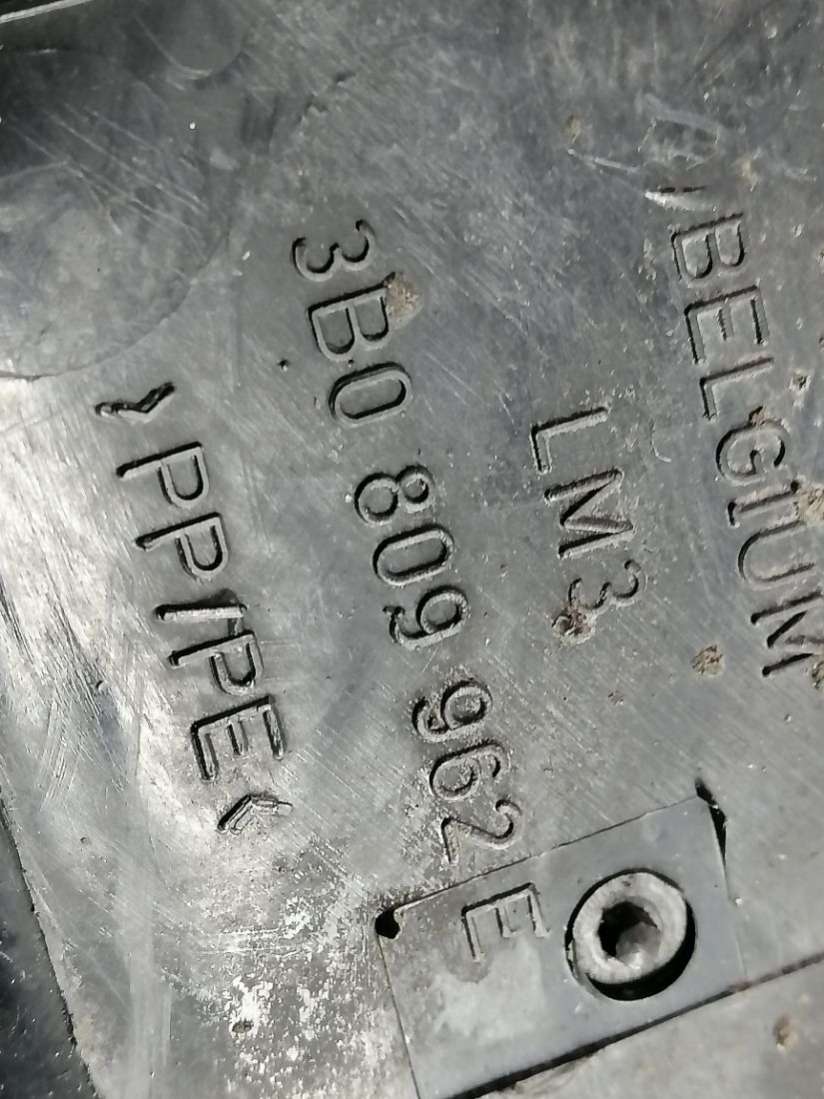 BELGIUM
LM3
3B0 809 962 E
>PP/PE<